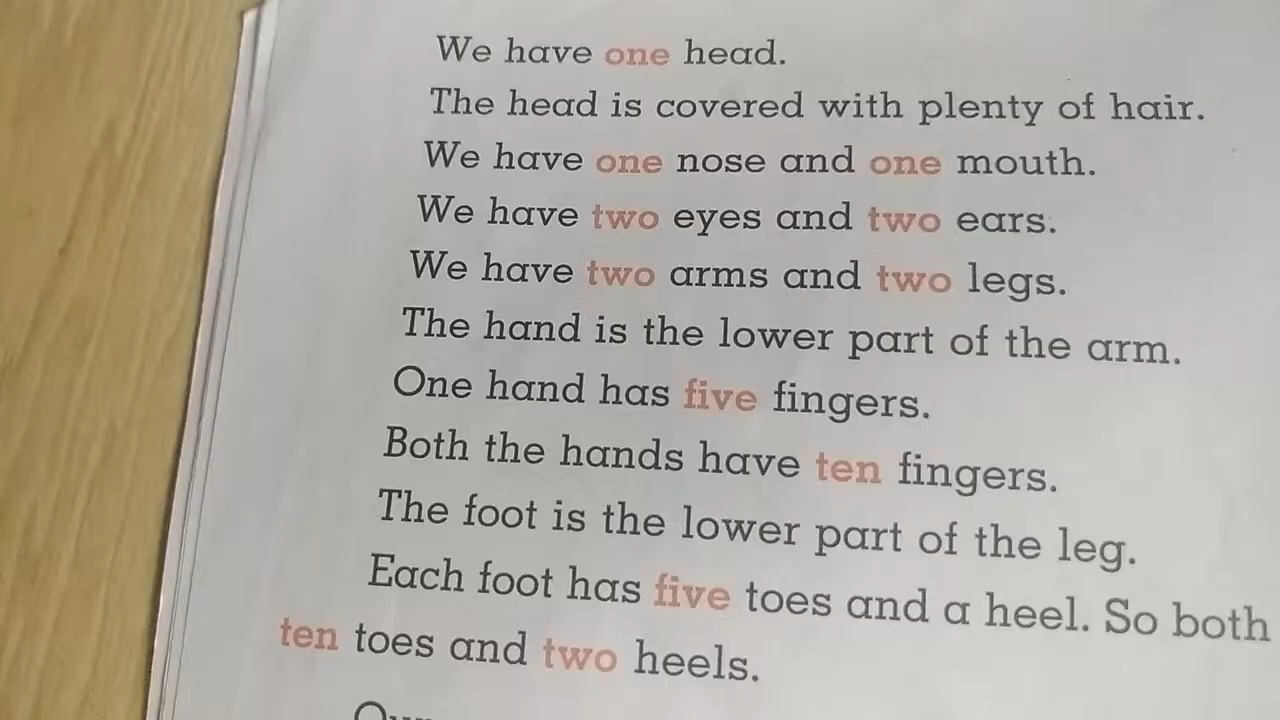 We have one head.
The head is covered with plenty of hair.
We have one nose and one mouth.
We have two eyes and two ears.
We have two arms and two legs.
The hand is the lower part of the arm.
One hand has five fingers.
Both the hands have ten fingers.
The foot is the lower part of the leg.
Each foot has five toes and a heel. So both
ten toes and two heels.